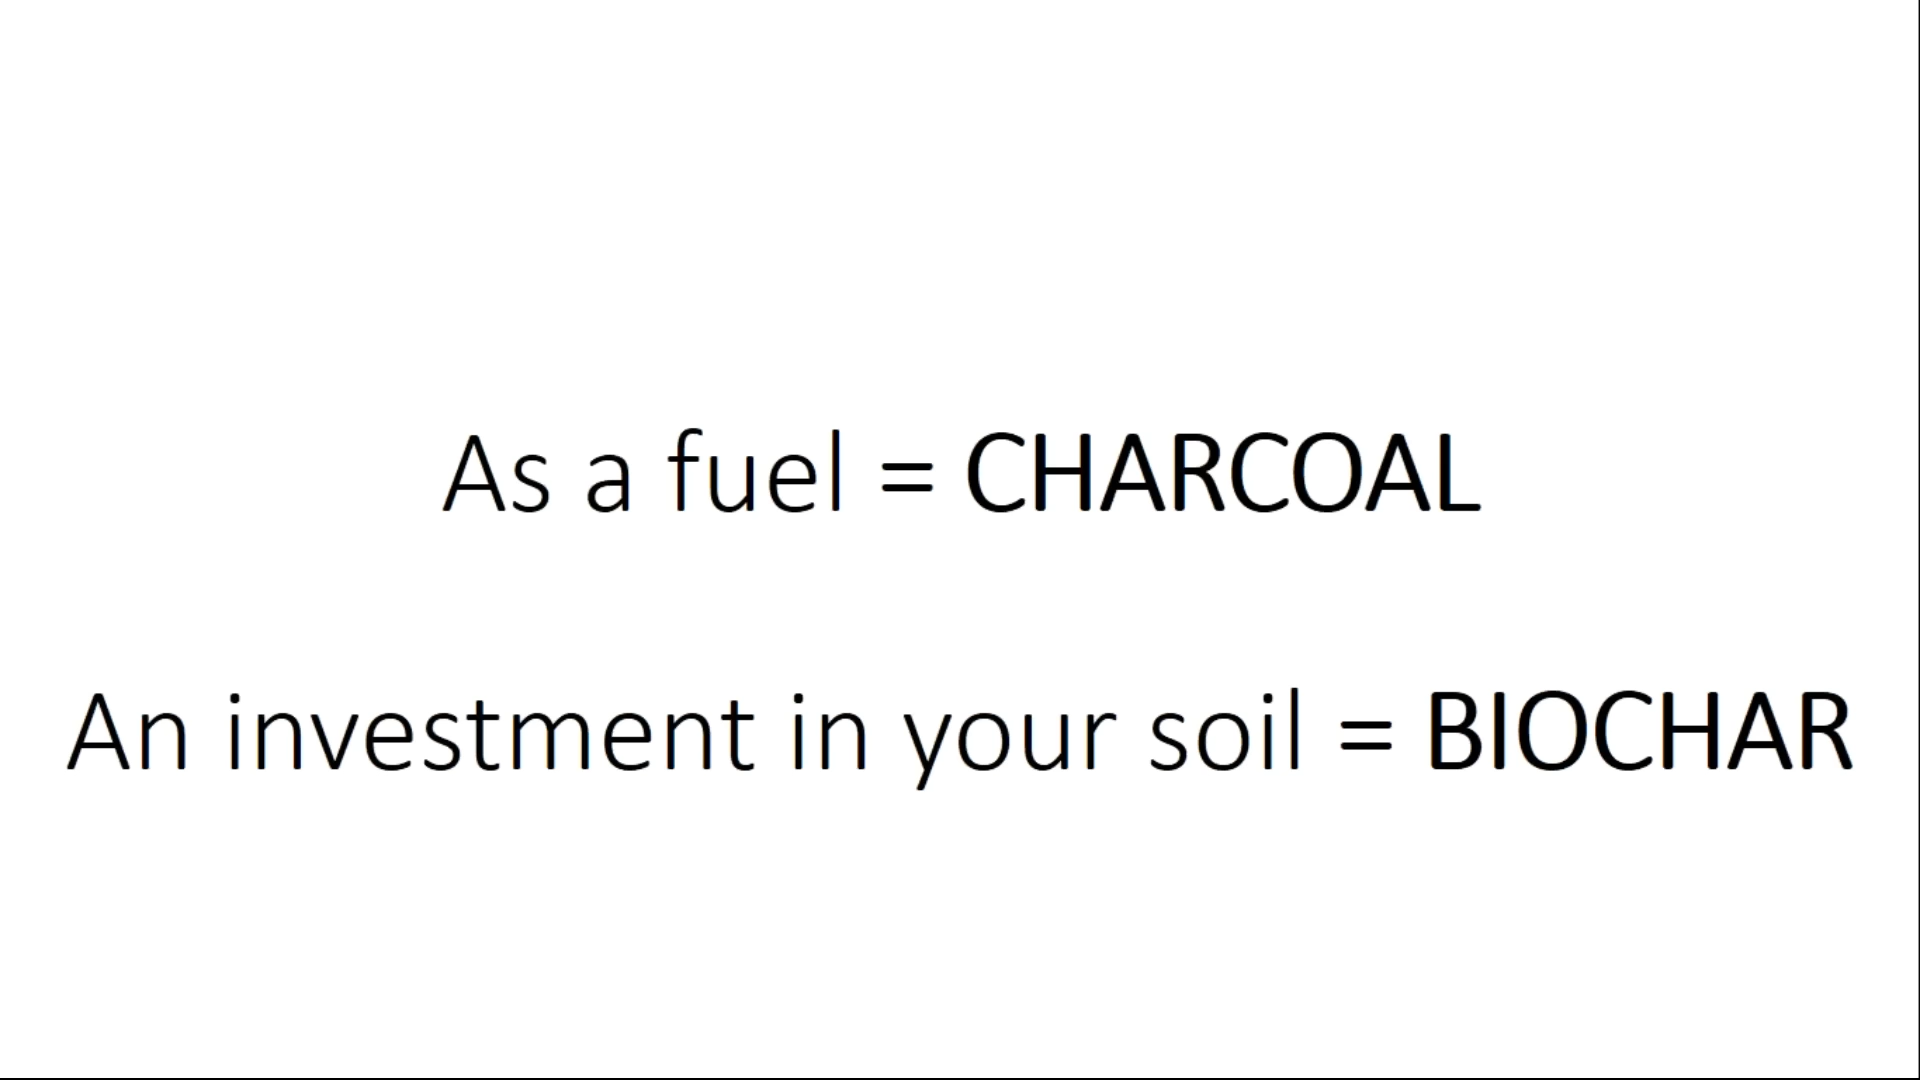 As a fuel = CHARCOAL
An investment in your soil = BIOCHAR